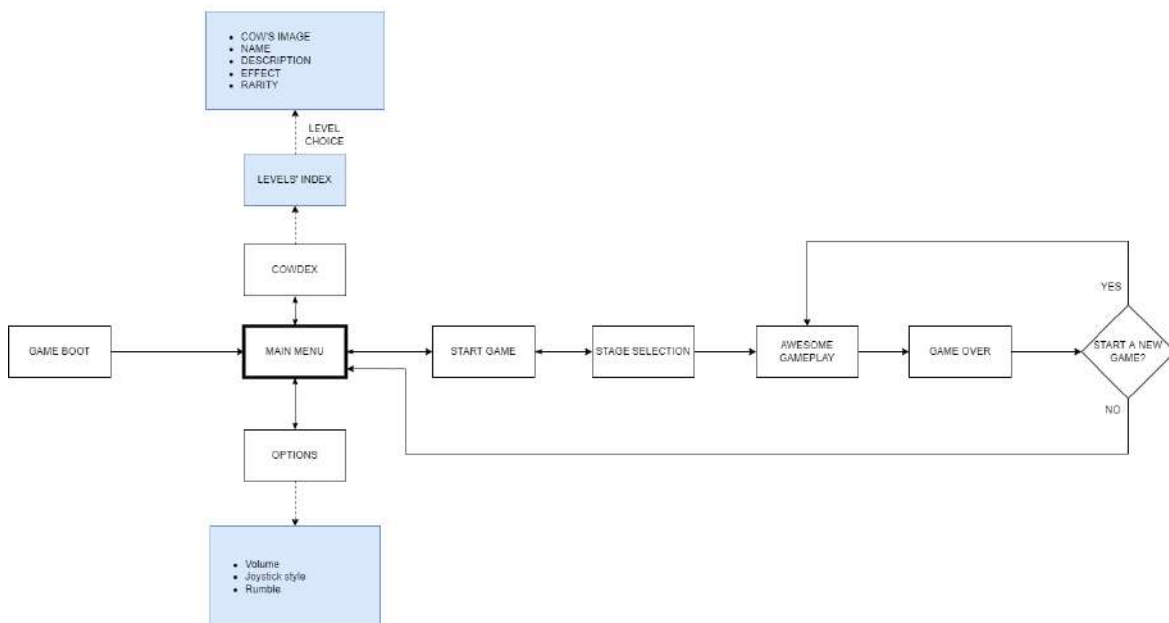 COW'S IMAGE
NAME
DESCRIPTION
EFFECT
RARITY
LEVEL
CHOICE
LEVELS' INDEX
COWDEX
YES
GAME BOOT
MAIN MENU
START GAME
STAGE SELECTION
AWESOME
GAMEPLAY
GAME OVER
START A NEW
GAME?
NO
OPTIONS
Volume
Joystick style
Rumble